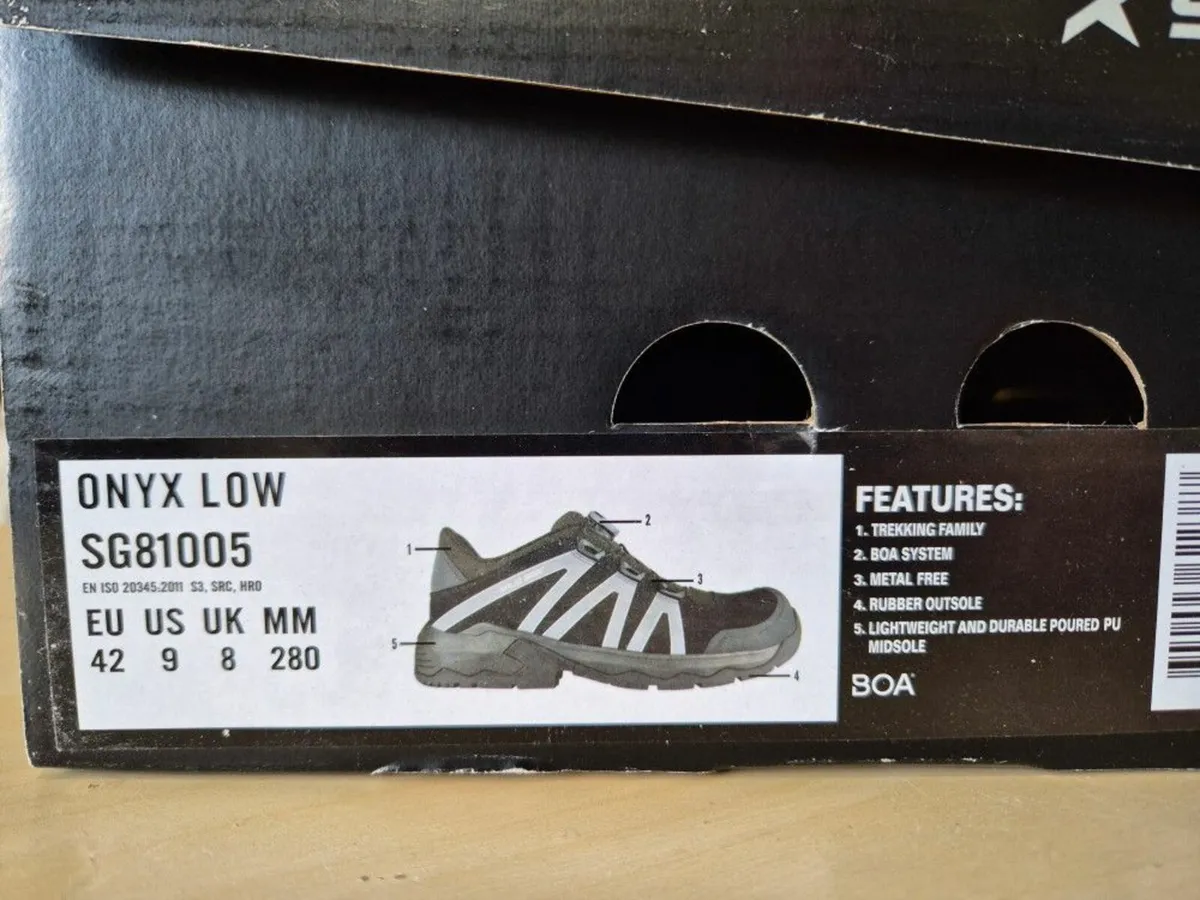 ONYX LOW
SG81005
EN ISO 20345:2011 S3, SRC, HRO
EU US UK MM
42 9 8 280
1
2
3
4
5
FEATURES:
1. TREKKING FAMILY
2. BOA SYSTEM
3. METAL FREE
4. RUBBER OUTSOLE
5. LIGHTWEIGHT AND DURABLE POURED PU
MIDSOLE
BOA